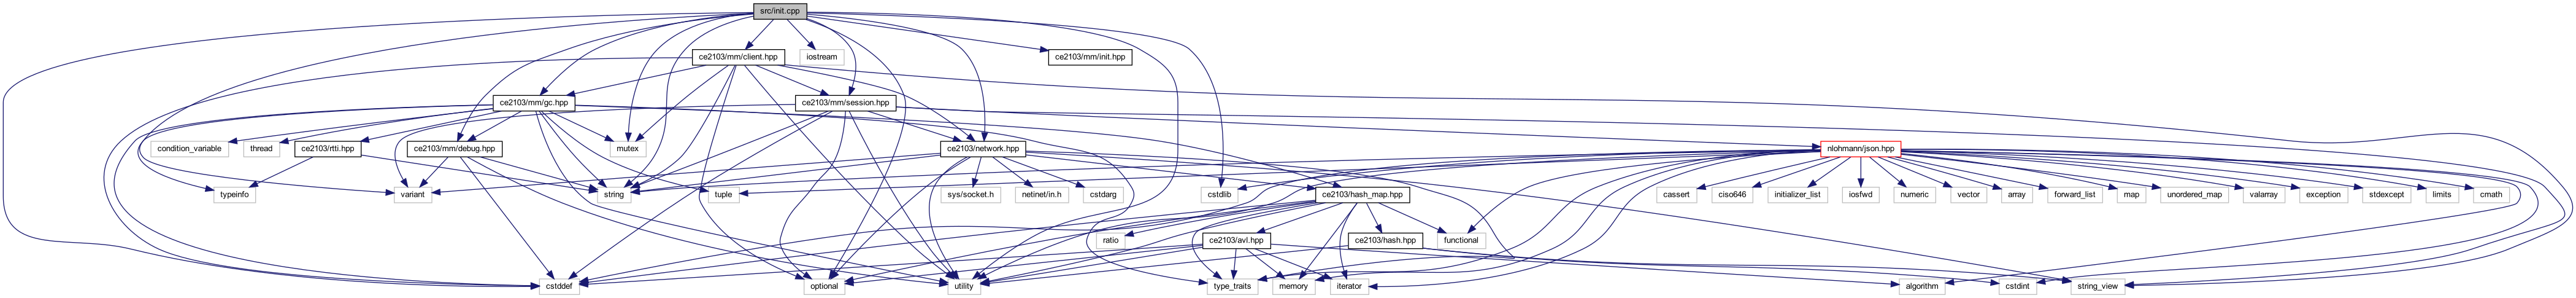 src/init.cpp
ce2103/mm/client.hpp
iostream
ce2103/mm/init.hpp
ce2103/mm/gc.hpp
ce2103/mm/session.hpp
condition_variable
thread
ce2103/rtti.hpp
ce2103/mm/debug.hpp
mutex
ce2103/network.hpp
nlohmann/json.hpp
typeinfo
variant
string
tuple
sys/socket.h
netinet/in.h
cstdarg
cstdlib
ce2103/hash_map.hpp
cassert
ciso646
initializer_list
iosfwd
numeric
vector
array
forward_list
map
unordered_map
valarray
exception
stdexcept
limits
cmath
ratio
ce2103/avl.hpp
ce2103/hash.hpp
functional
cstddef
optional
utility
type_traits
memory
iterator
algorithm
cstdint
string_view